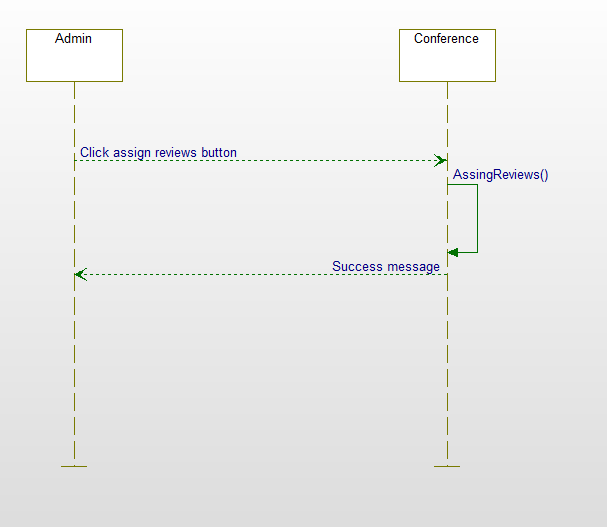 Admin
Conference
Click assign reviews button
AssingReviews()
Success message